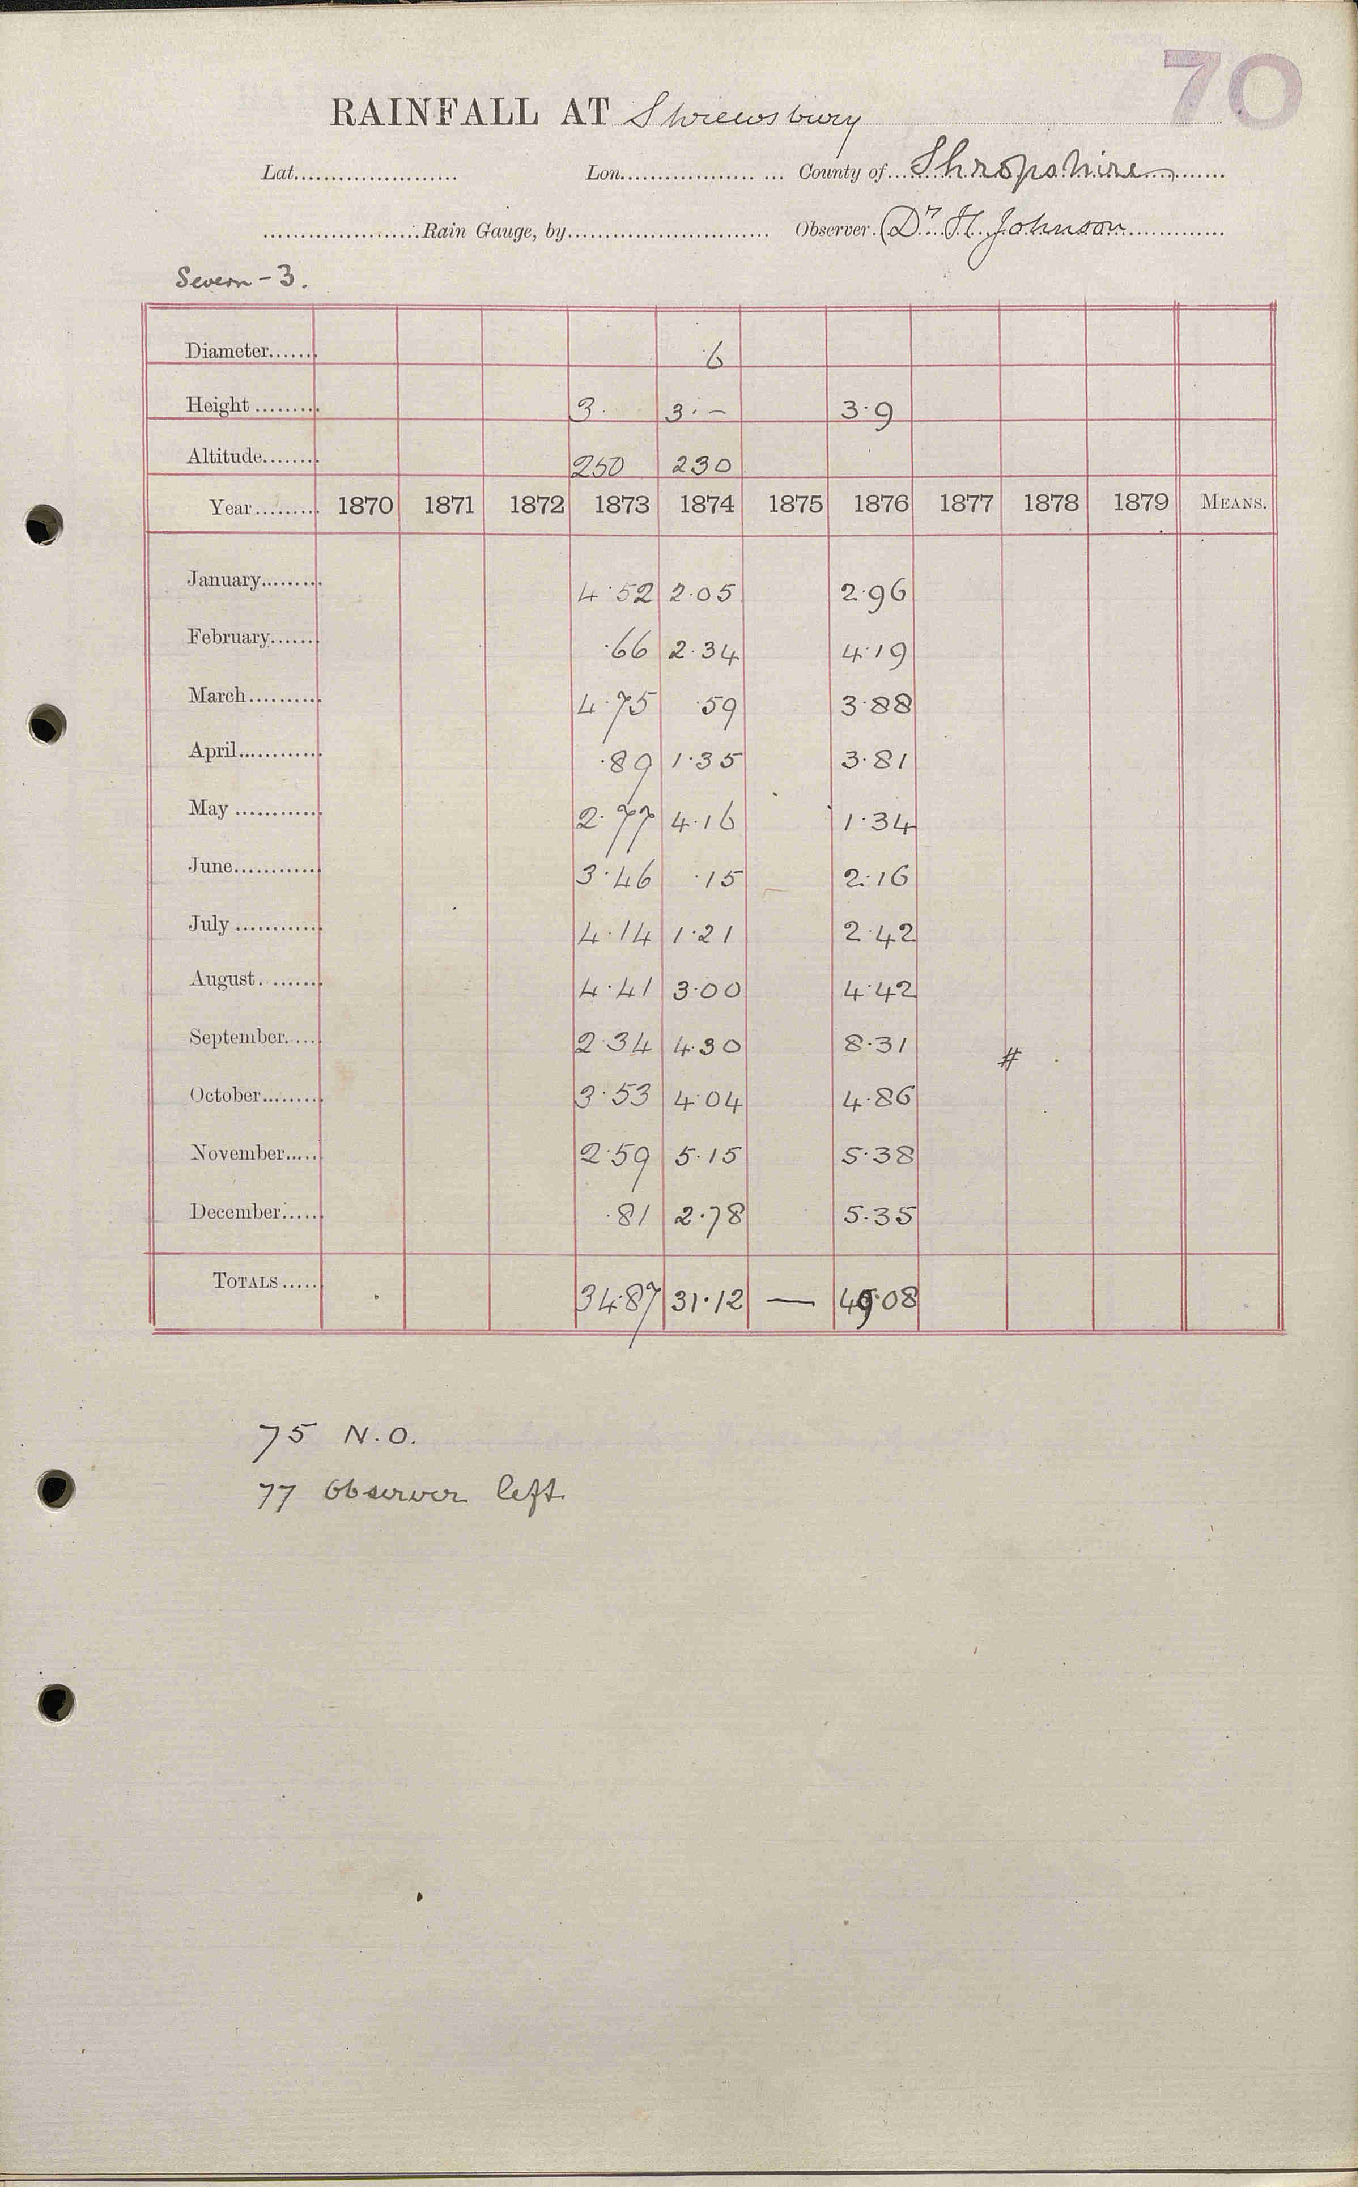 70
RAINFALL AT Shrewsbury
Lat...................... Lon.................. ... County of...Shropshire.........
......................Rain Gauge, by........................... Observer.(Dr. H. Johnson.............
Severn - 3.
Diameter....... 6
Height ......... 3. 3. - 3.9
Altitude........ 250 230
Year......... 1870 1871 1872 1873 1874 1875 1876 1877 1878 1879 MEANS.
January......... 4.52 2.05 2.96
February....... .66 2.34 4.19
March.......... 4.75 .59 3.88
April............ .89 1.35 3.81
May ............ 2.77 4.16 1.34
June............ 3.46 .15 2.16
July ............ 4.14 1.21 2.42
August. ....... 4.41 3.00 4.42
September..... 2.34 4.30 8.31 #
October......... 3.53 4.04 4.86
November..... 2.59 5.15 5.38
December...... .81 2.78 5.35
TOTALS..... 34.87 31.12 — 49.08
75 N.O.
77 Observer left